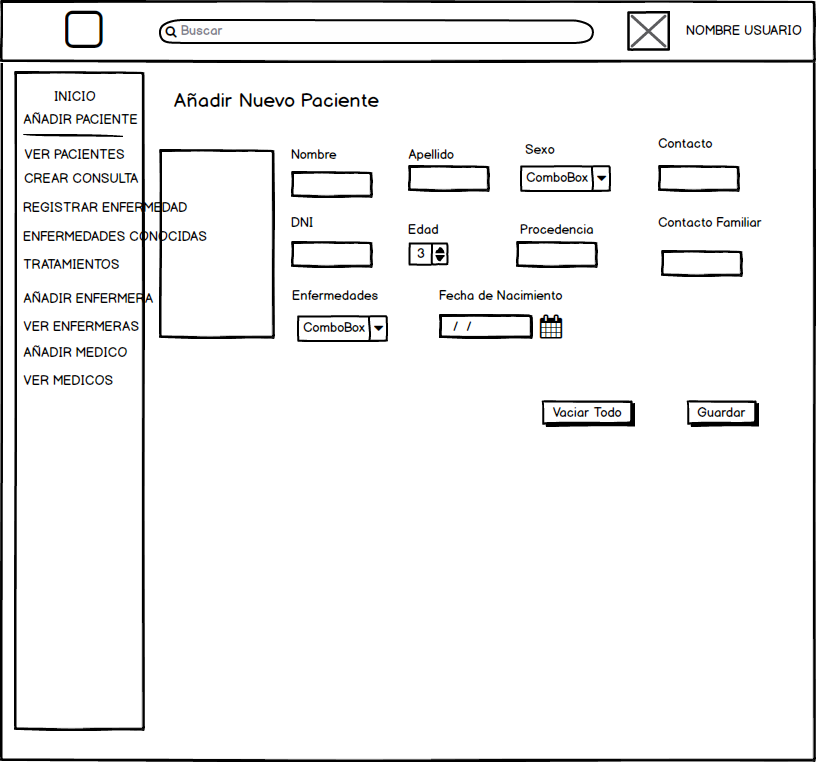 Buscar
NOMBRE USUARIO
INICIO
AÑADIR PACIENTE
VER PACIENTES
CREAR CONSULTA
REGISTRAR ENFERMEDAD
ENFERMEDADES CONOCIDAS
TRATAMIENTOS
AÑADIR ENFERMERA
VER ENFERMERAS
AÑADIR MEDICO
VER MEDICOS
Añadir Nuevo Paciente
Nombre
Apellido
Sexo
ComboBox
Contacto
DNI
Edad
3
Procedencia
Contacto Familiar
Enfermedades
ComboBox
Fecha de Nacimiento
/ /
Vaciar Todo
Guardar